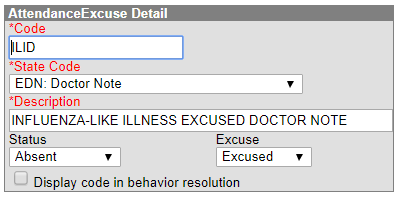 AttendanceExcuse Detail
*Code
ILID
*State Code
EDN: Doctor Note
*Description
INFLUENZA-LIKE ILLNESS EXCUSED DOCTOR NOTE
Status Excuse
Absent Excused
Display code in behavior resolution